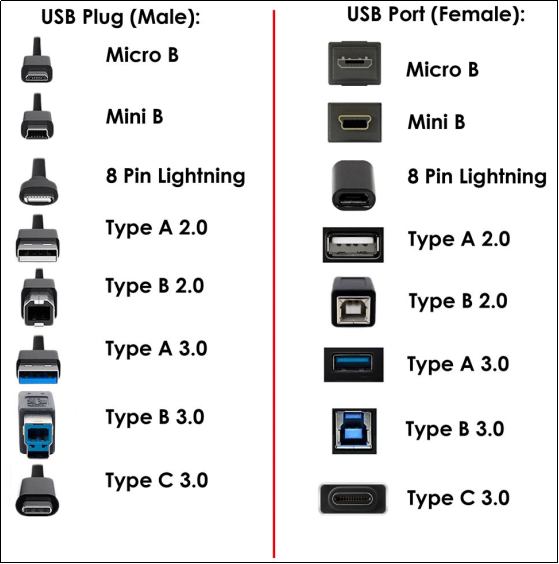 USB Plug (Male):
Micro B
Mini B
8 Pin Lightning
Type A 2.0
Type B 2.0
Type A 3.0
Type B 3.0
Type C 3.0
USB Port (Female):
Micro B
Mini B
8 Pin Lightning
Type A 2.0
Type B 2.0
Type A 3.0
Type B 3.0
Type C 3.0